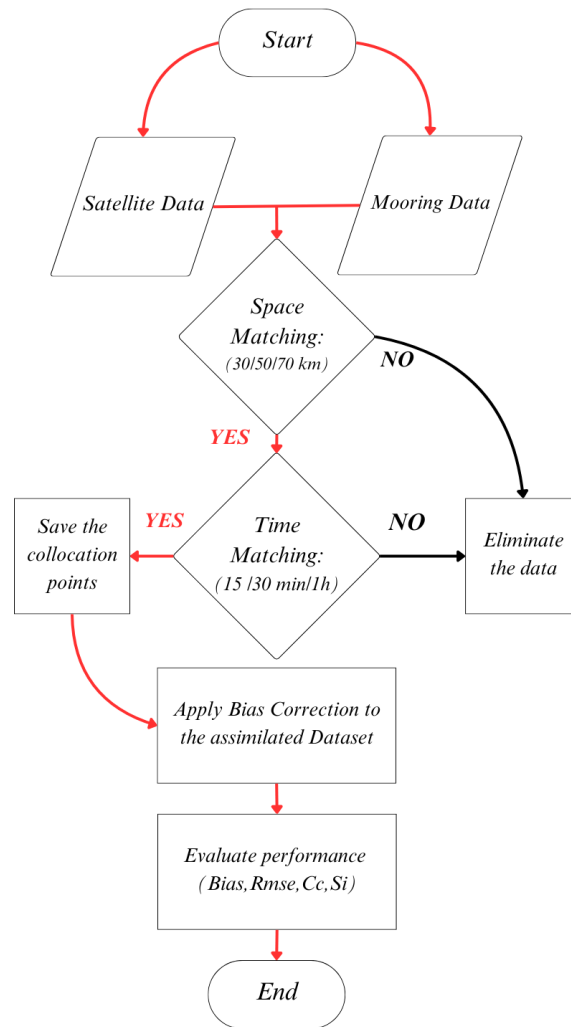 Start
Satellite Data
Mooring Data
Space
Matching:
(30/50/70 km)
NO
YES
Time
Matching:
(15 /30 min/1h)
YES
NO
Save the
collocation
points
Eliminate
the data
Apply Bias Correction to
the assimilated Dataset
Evaluate performance
(Bias,Rmse,Cc,Si)
End